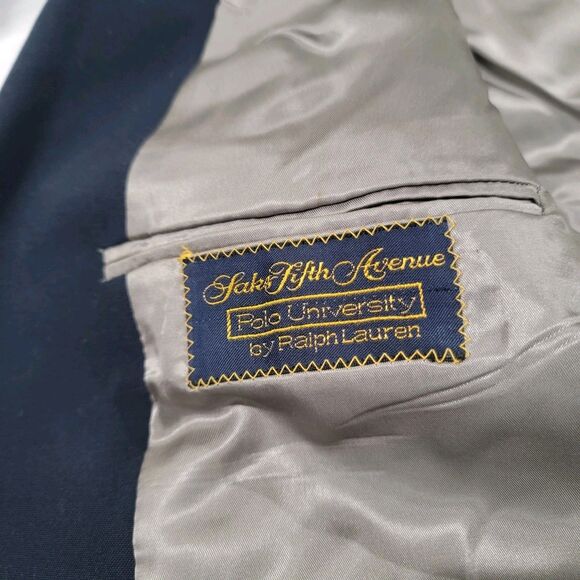 Saks Fifth Avenue
Polo University
by Ralph Lauren